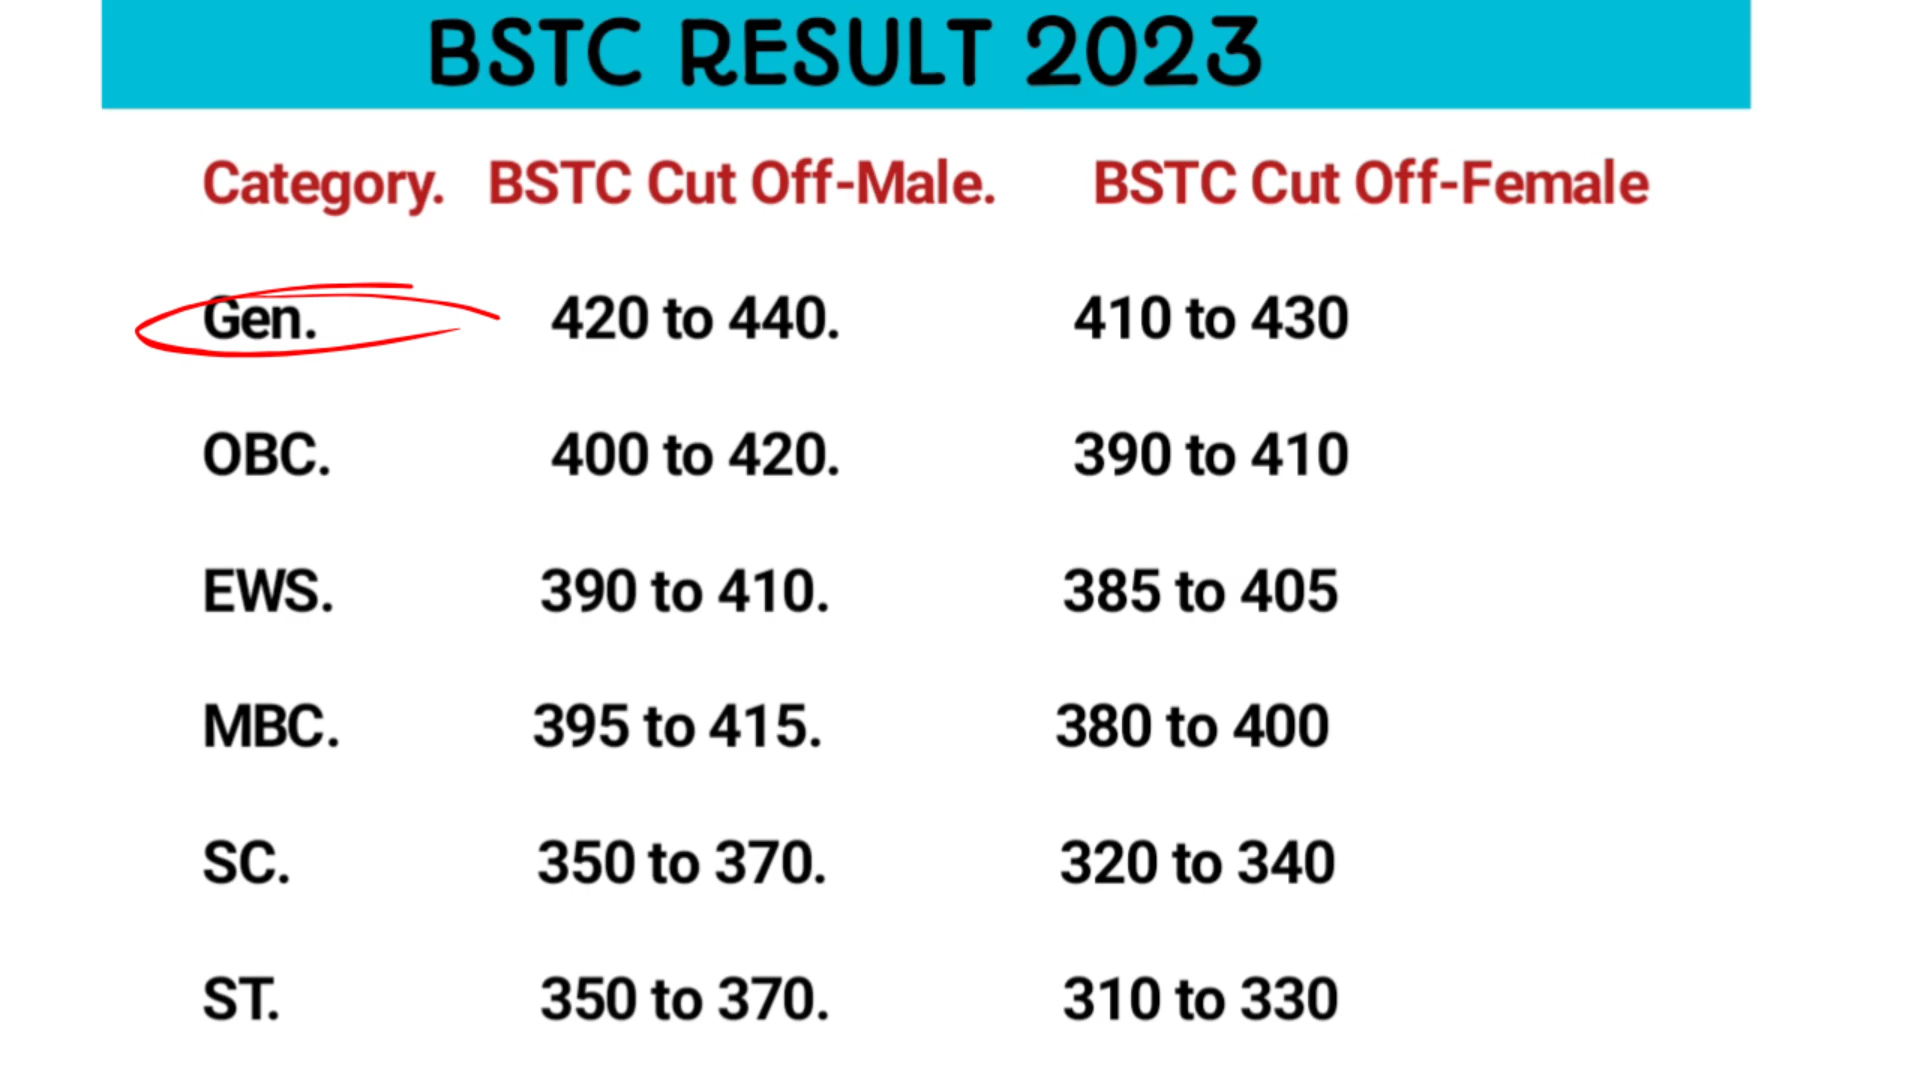 BSTC RESULT 2023
Category. BSTC Cut Off-Male. BSTC Cut Off-Female
Gen. 420 to 440. 410 to 430
OBC. 400 to 420. 390 to 410
EWS. 390 to 410. 385 to 405
MBC. 395 to 415. 380 to 400
SC. 350 to 370. 320 to 340
ST. 350 to 370. 310 to 330